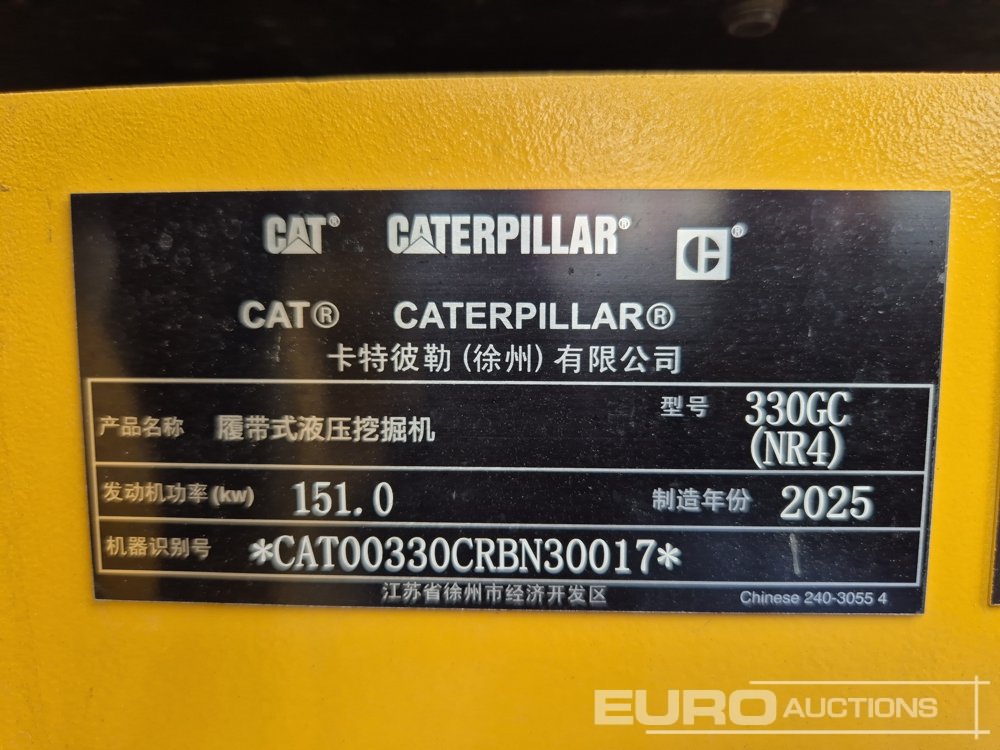 CAT® CATERPILLAR® CE®
CAT® CATERPILLAR®
卡特彼勒(徐州)有限公司
产品名称 履带式液压挖掘机 型号 330GC
(NR4)
发动机功率(kw) 151.0 制造年份 2025
机器识别号 *CAT00330CRBN30017*
江苏省徐州市经济开发区 Chinese 240-3055 4
EURO AUCTIONS